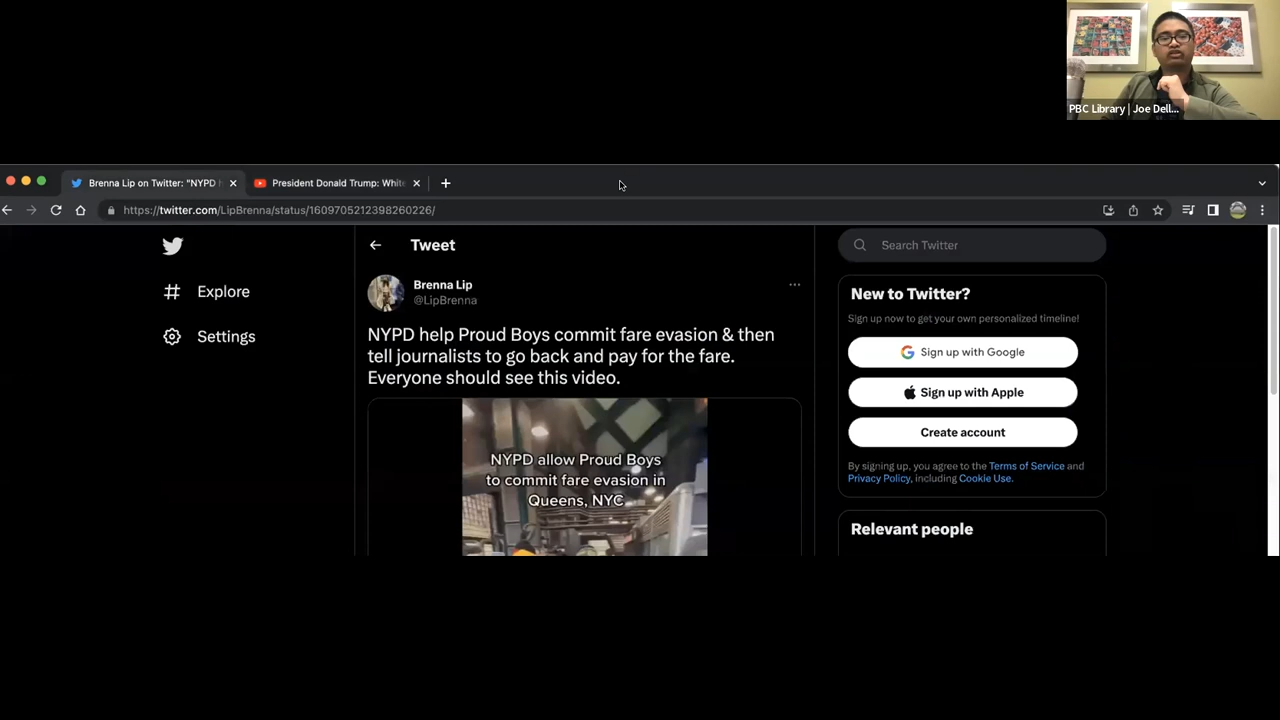 PBC Library | Joe Dell...
Brenna Lip on Twitter: "NYPD h
President Donald Trump: White
https://twitter.com/LipBrenna/status/1609705212398260226/
Explore
Settings
Tweet
Brenna Lip
@LipBrenna
NYPD help Proud Boys commit fare evasion & then
tell journalists to go back and pay for the fare.
Everyone should see this video.
NYPD allow Proud Boys
to commit fare evasion in
Queens, NYC
Search Twitter
New to Twitter?
Sign up now to get your own personalized timeline!
Sign up with Google
Sign up with Apple
Create account
By signing up, you agree to the Terms of Service and
Privacy Policy, including Cookie Use.
Relevant people